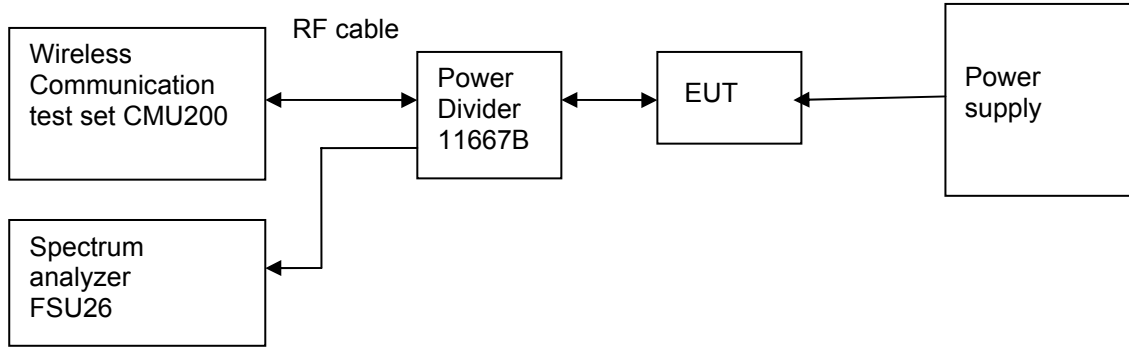 RF cable
Wireless
Communication
test set CMU200
Power
Divider
11667B
EUT
Power
supply
Spectrum
analyzer
FSU26